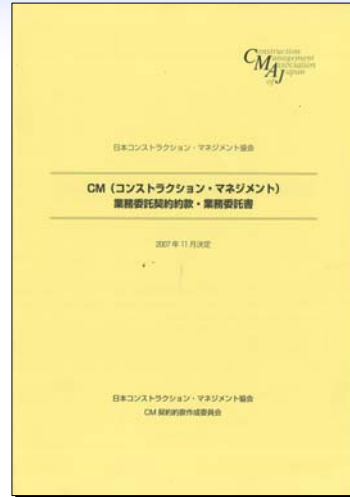 Construction
Management
Association
of Japan
日本コンストラクション・マネジメント協会
CM（コンストラクション・マネジメント）
業務委託契約約款・業務委託書
2007年11月決定
日本コンストラクション・マネジメント協会
CM 契約約款作成委員会